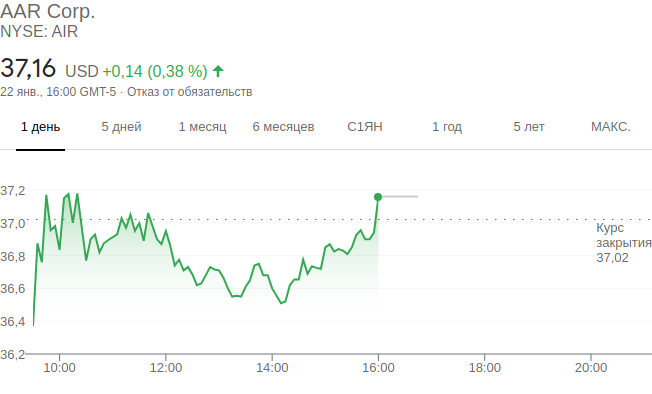 AAR Corp.
NYSE: AIR
37,16 USD +0,14 (0,38 %)
22 янв., 16:00 GMT-5 · Отказ от обязательств
1 день 5 дней 1 месяц 6 месяцев С1ЯН 1 год 5 лет МАКС.
37,2
37,0
Курс
закрытия
37,02
36,8
36,6
36,4
36,2
10:00 12:00 14:00 16:00 18:00 20:00